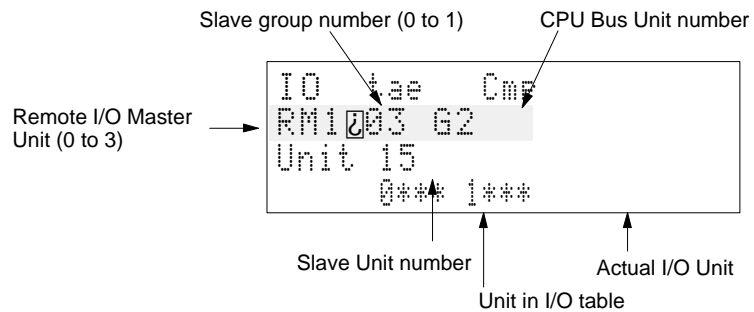 Slave group number (0 to 1)
CPU Bus Unit number
IO tae Cmp
Remote I/O Master
Unit (0 to 3)
RM1¿03 G2
Unit 15
0*** 1***
Slave Unit number
Actual I/O Unit
Unit in I/O table